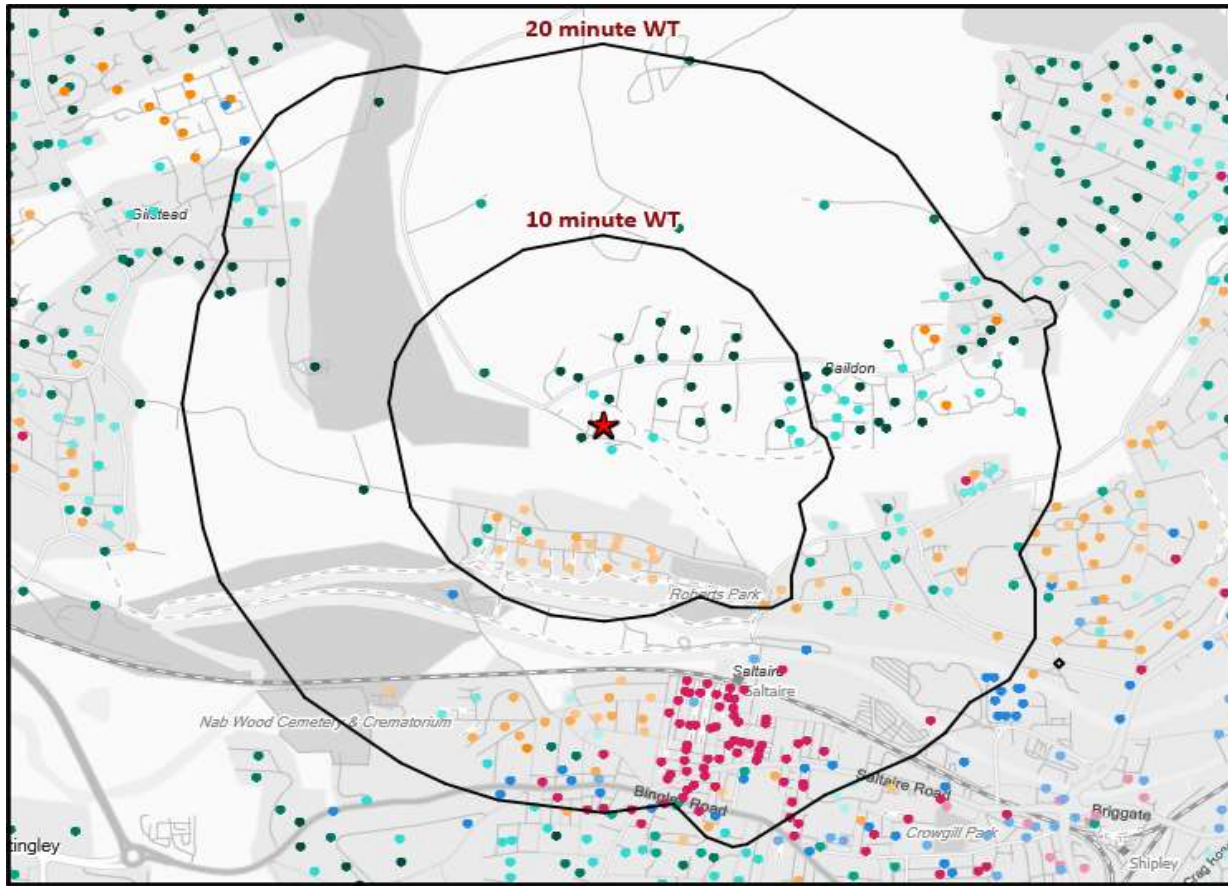 20 minute WT
Gilstead
10 minute WT
Baildon
Roberts Park
Saltaire
Saltaire
Nab Wood Cemetery & Crematorium
Saltaire Road
Bingley Road
Briggate
Crowgill Park
tingley
Shipley